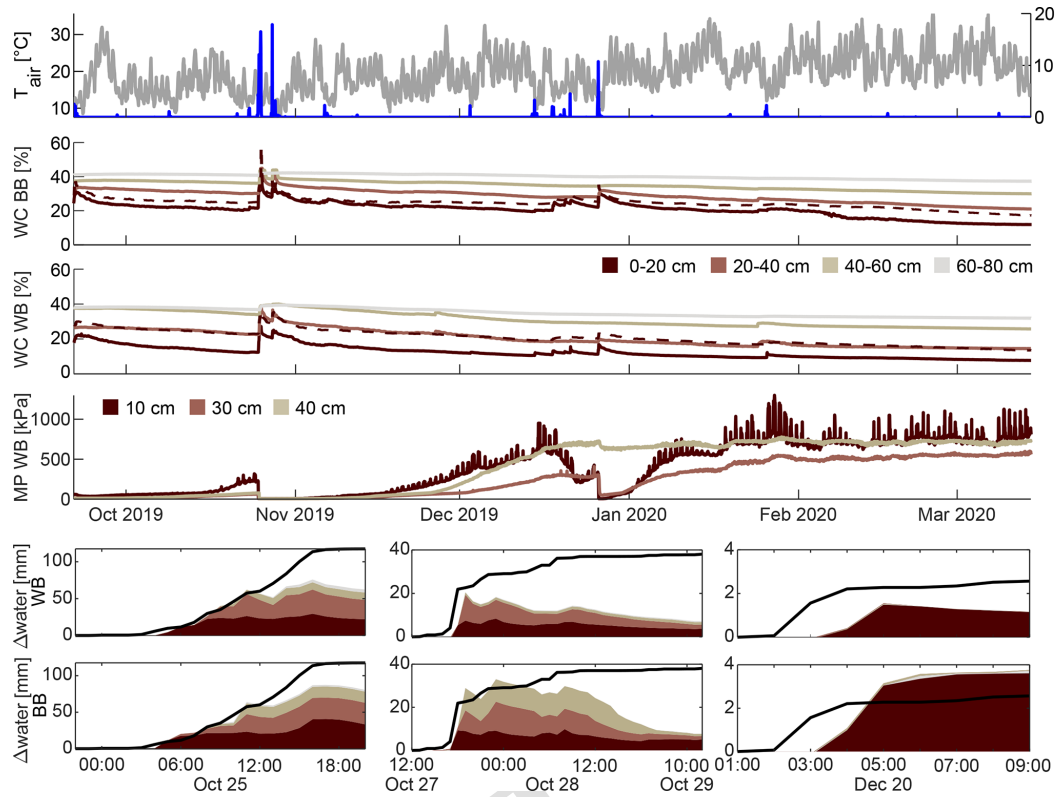 T air [°C]
30
20
10
20
10
0
WC BB [%]
60
40
20
0
WC WB [%]
60
40
20
0
0-20 cm 20-40 cm 40-60 cm 60-80 cm
MP WB [kPa]
1000
500
0
10 cm 30 cm 40 cm
Oct 2019 Nov 2019 Dec 2019 Jan 2020 Feb 2020 Mar 2020
Δwater [mm]
WB
100
50
0
40
20
0
4
2
0
Δwater [mm]
BB
100
50
0
40
20
0
4
2
0
00:00 06:00 12:00 18:00 12:00 00:00 12:00 10:00 01:00 03:00 05:00 07:00 09:00
Oct 25 Oct 27 Oct 28 Oct 29 Dec 20